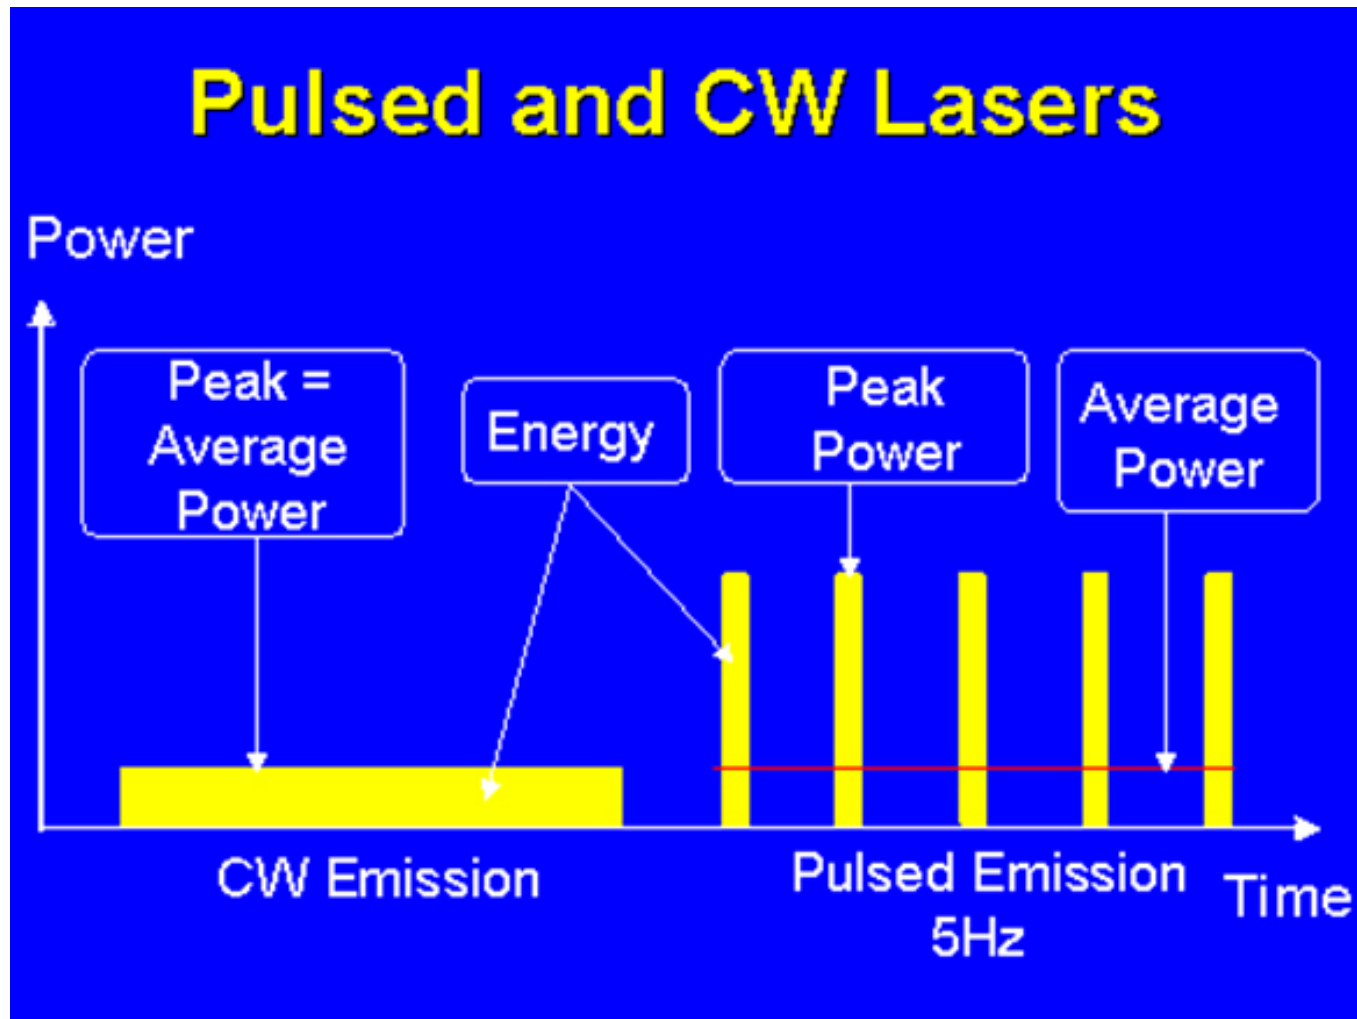 Pulsed and CW Lasers
Power
Peak =
Average
Power
Energy
Peak
Power
Average
Power
CW Emission
Pulsed Emission
5Hz
Time